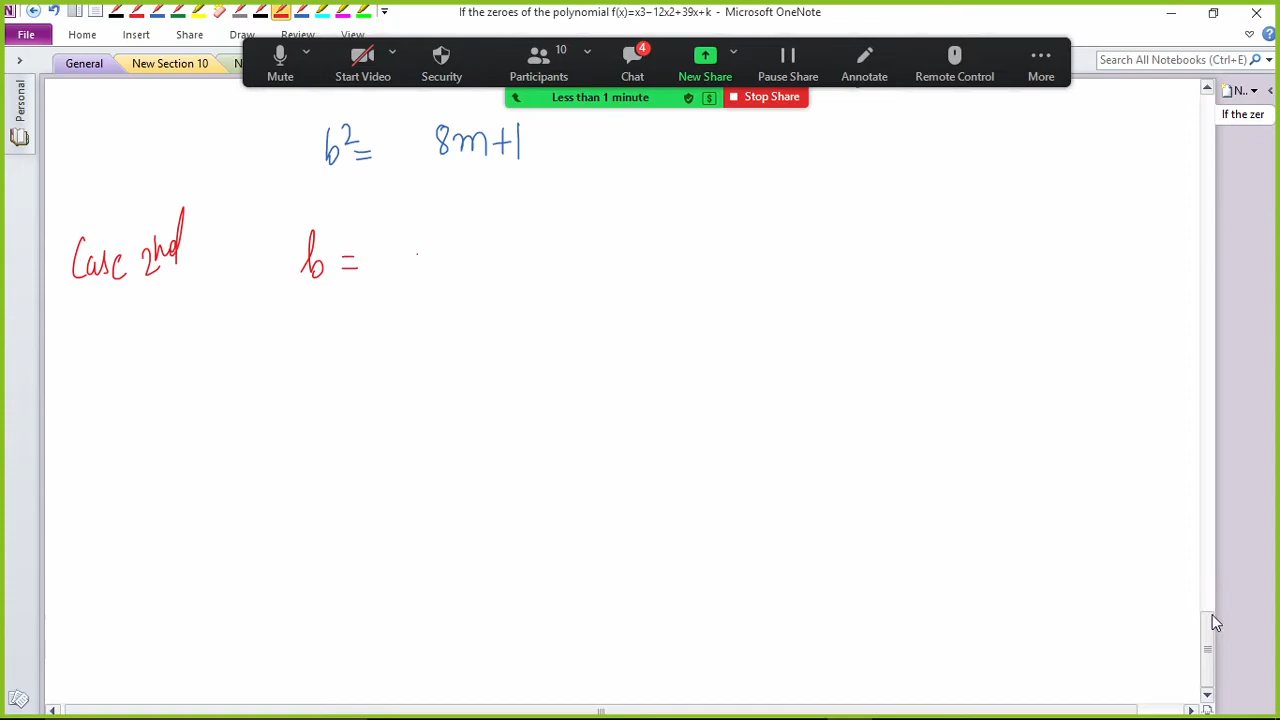 If the zeroes of the polynomial f(x)=x3−12x2+39x+k - Microsoft OneNote
File Home Insert Share Draw Review View
General New Section 10 N
Mute Start Video Security 10 Participants 4 Chat New Share Pause Share Annotate Remote Control More
Search All Notebooks (Ctrl+E)
Less than 1 minute Stop Share
N..
If the zer
Personal
b²= 8m+1
Case 2nd b =